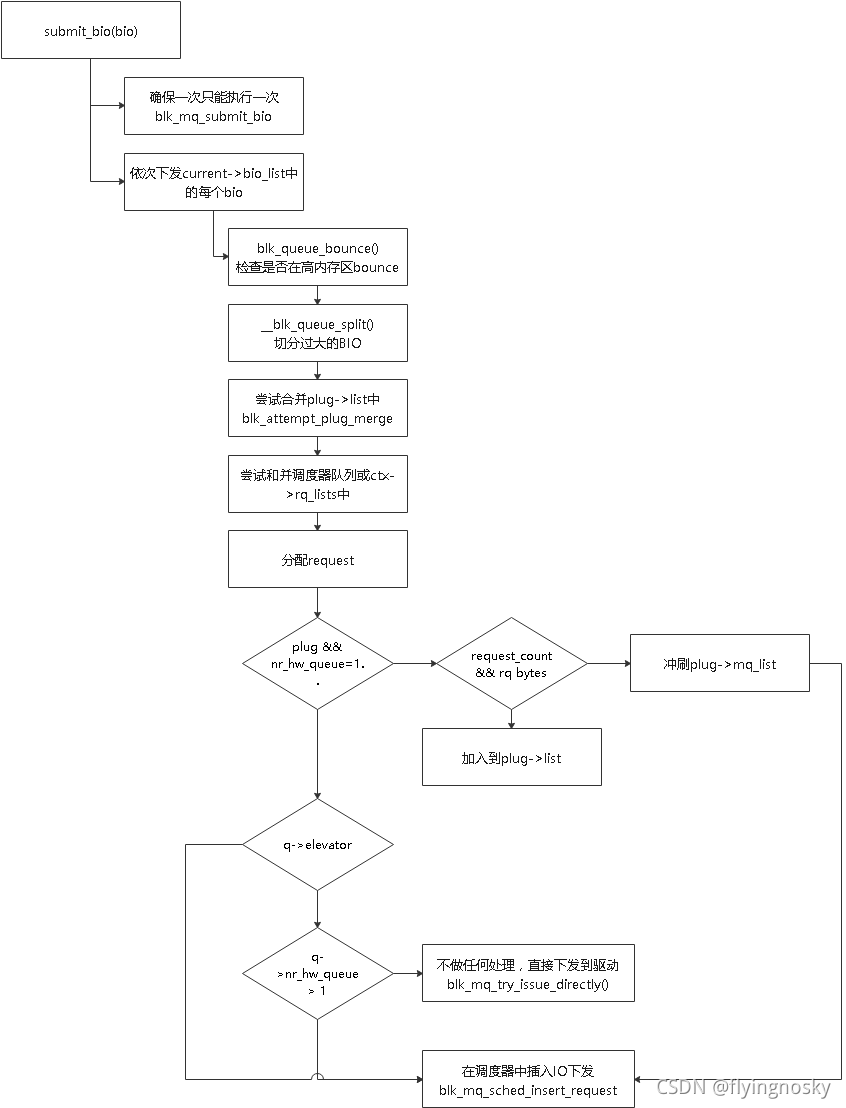 submit_bio(bio)
确保一次只能执行一次
blk_mq_submit_bio
依次下发current->bio_list中
的每个bio
blk_queue_bounce()
检查是否在高内存区bounce
__blk_queue_split()
切分过大的BIO
尝试合并plug->list中
blk_attempt_plug_merge
尝试和并调度器队列或ctx-
>rq_lists中
分配request
plug &&
nr_hw_queue=1.
.
request_count
&& rq bytes
冲刷plug->mq_list
加入到plug->list
q->elevator
q-
>nr_hw_queue
> 1
不做任何处理，直接下发到驱动
blk_mq_try_issue_directly()
在调度器中插入IO下发
blk_mq_sched_insert_request
CSDN @flyingnosky